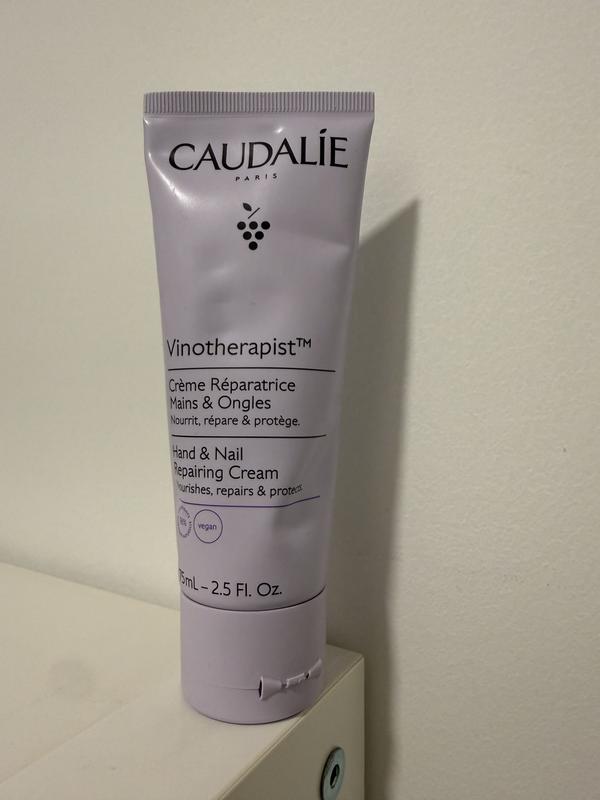 CAUDALÍE
PARIS
Vinotherapist™
Crème Réparatrice
Mains & Ongles
Nourrit, répare & protège.
Hand & Nail
Repairing Cream
Nourishes, repairs & protects.
vegan
75mL – 2.5 Fl. Oz.